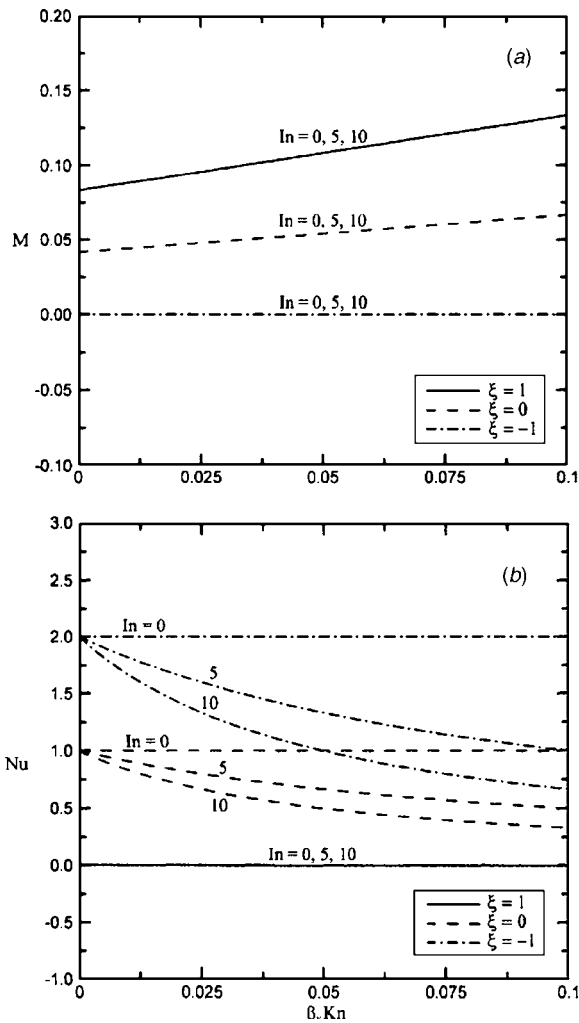 (a)
0.20
0.15
0.10
M 0.05
0.00
-0.05
-0.10
In = 0, 5, 10
In = 0, 5, 10
In = 0, 5, 10
ξ = 1
ξ = 0
ξ = -1
0 0.025 0.05 0.075 0.1
(b)
3.0
2.5
2.0
1.5
1.0
Nu
0.5
0.0
-0.5
-1.0
In = 0
5
10
In = 0
5
10
In = 0, 5, 10
ξ = 1
ξ = 0
ξ = -1
0 0.025 0.05 0.075 0.1
βᵥKn